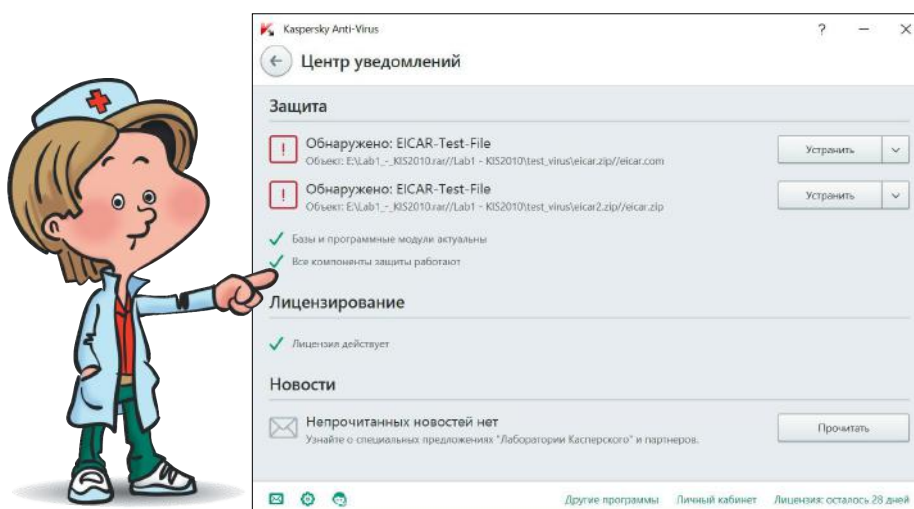 Kaspersky Anti-Virus
Центр уведомлений
Защита
Обнаружено: EICAR-Test-File
Объект: E:\Lab1_-_KIS2010.rar//Lab1 - KIS2010\test_virus\eicar.zip//eicar.com
Устранить
Обнаружено: EICAR-Test-File
Объект: E:\Lab1_-_KIS2010.rar//Lab1 - KIS2010\test_virus\eicar2.zip//eicar.zip
Устранить
Базы и программные модули актуальны
Все компоненты защиты работают
Лицензирование
Лицензия действует
Новости
Непрочитанных новостей нет
Узнайте о специальных предложениях "Лаборатории Касперского" и партнеров.
Прочитать
Другие программы Личный кабинет Лицензия: осталось 28 дней